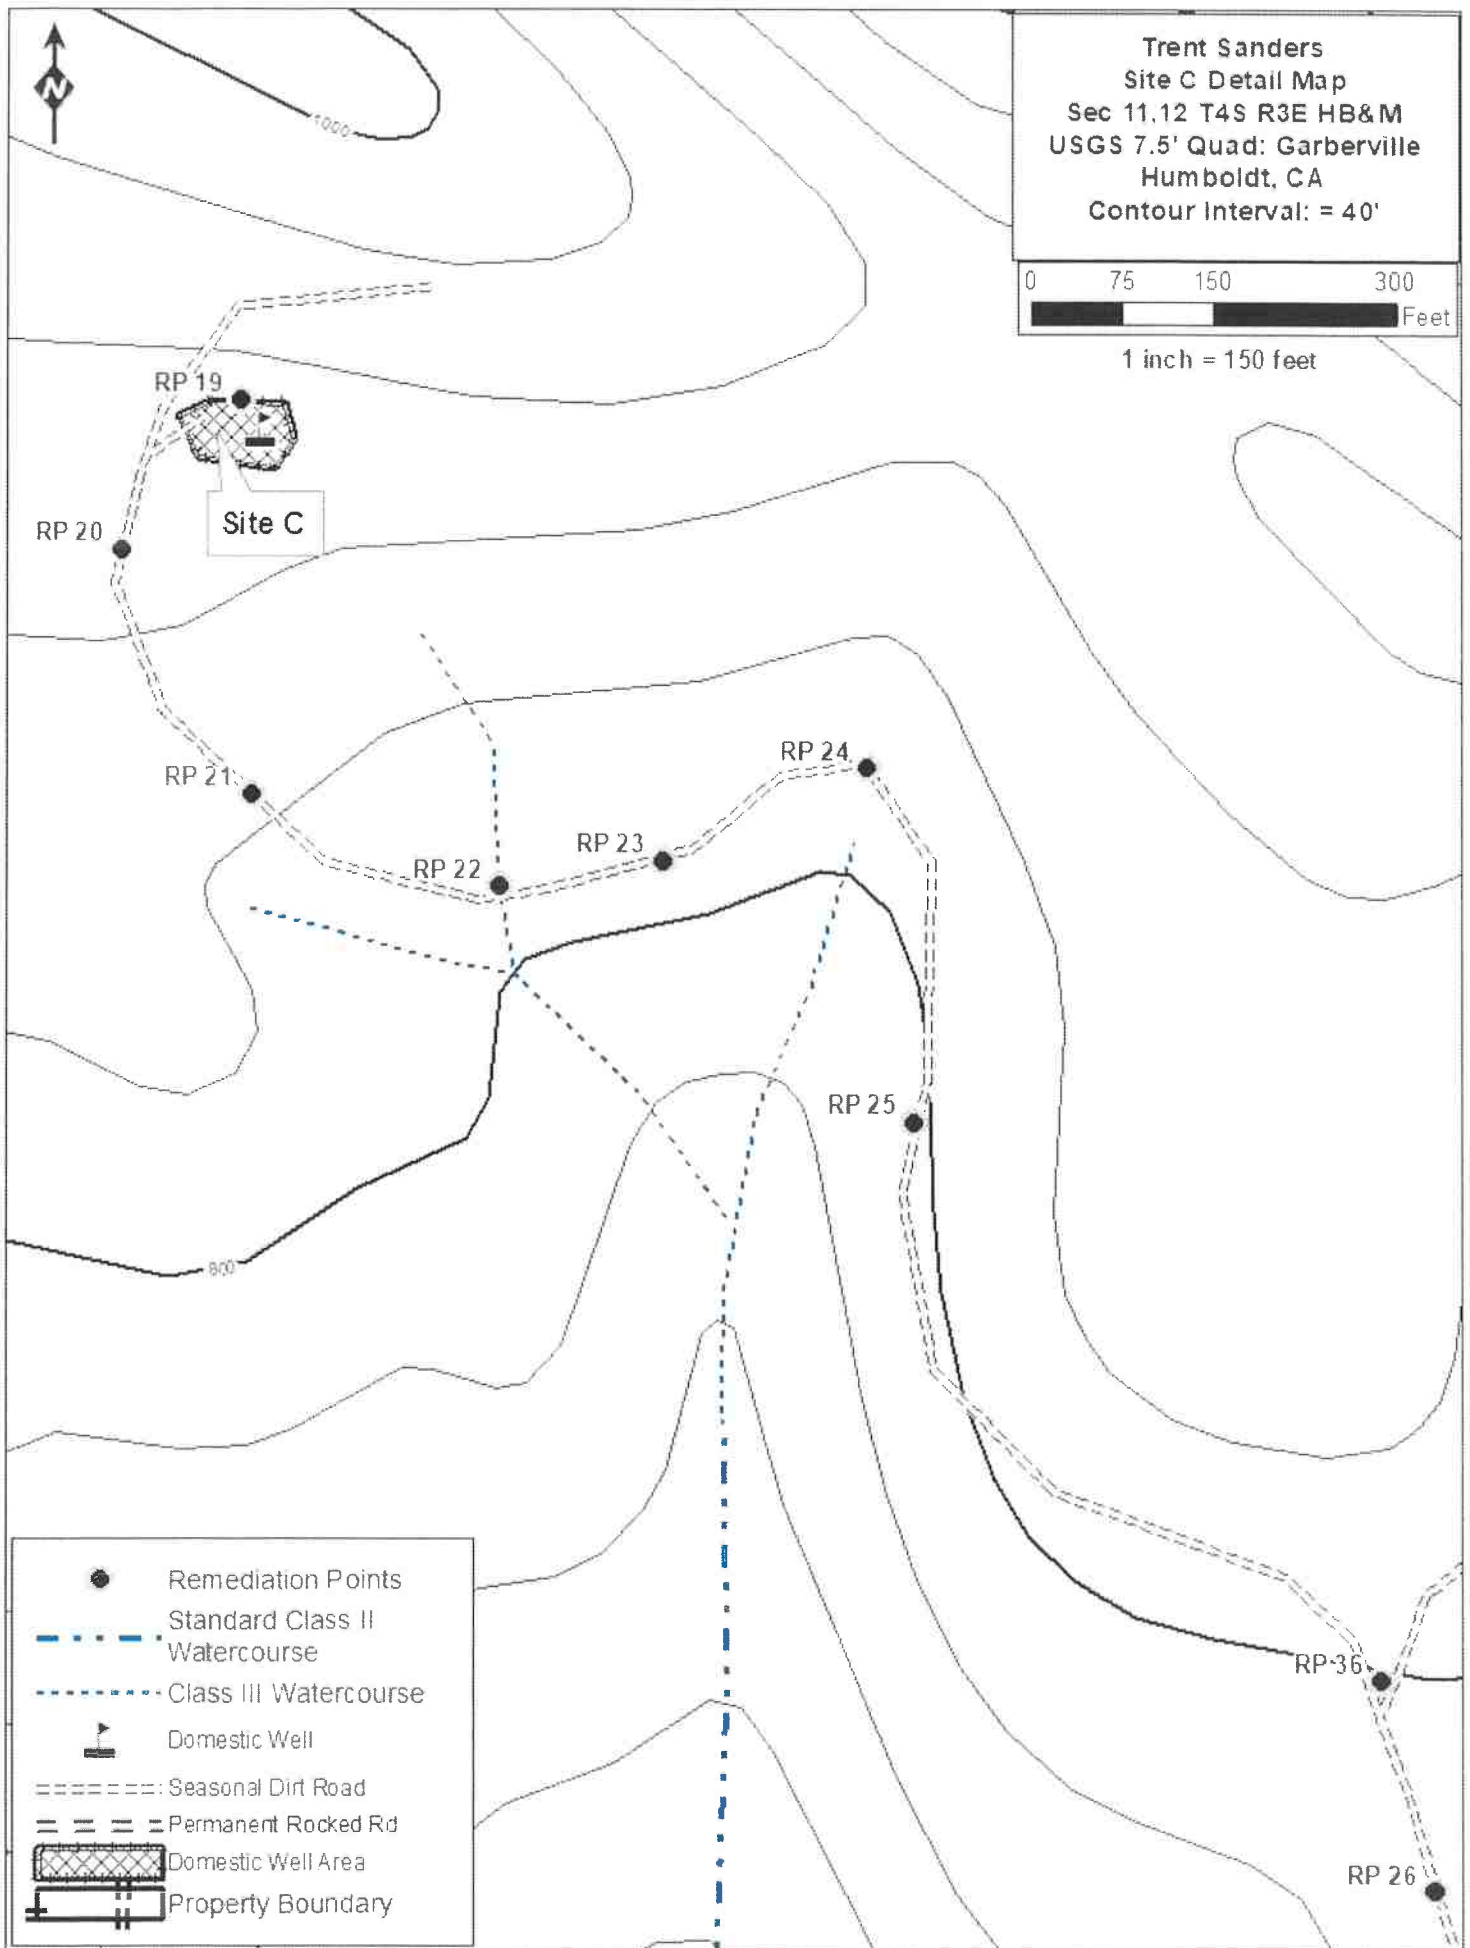 N
Trent Sanders
Site C Detail Map
Sec 11,12 T4S R3E HB&M
USGS 7.5' Quad: Garberville
Humboldt, CA
Contour Interval: = 40'
0 75 150 300
Feet
1 inch = 150 feet
1000
RP 19
Site C
RP 20
RP 21
RP 22
RP 23
RP 24
RP 25
800
RP 36
RP 26
Remediation Points
Standard Class II
Watercourse
Class III Watercourse
Domestic Well
Seasonal Dirt Road
Permanent Rocked Rd
Domestic Well Area
Property Boundary